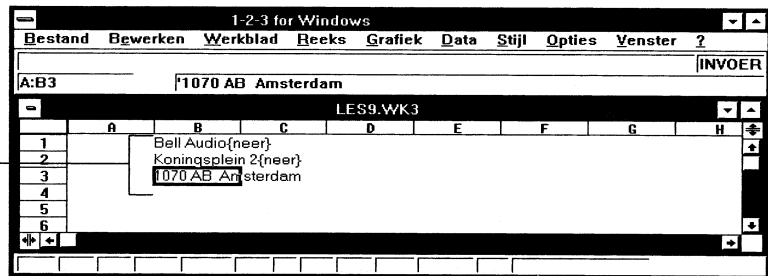 1-2-3 for Windows
Bestand Bewerken Werkblad Reeks Grafiek Data Stijl Opties Venster ?
INVOER
A:B3 '1070 AB Amsterdam
LES9.WK3
A B C D E F G H
1 Bell Audio{neer}
2 Koningsplein 2{neer}
3 1070 AB Amsterdam
4
5
6